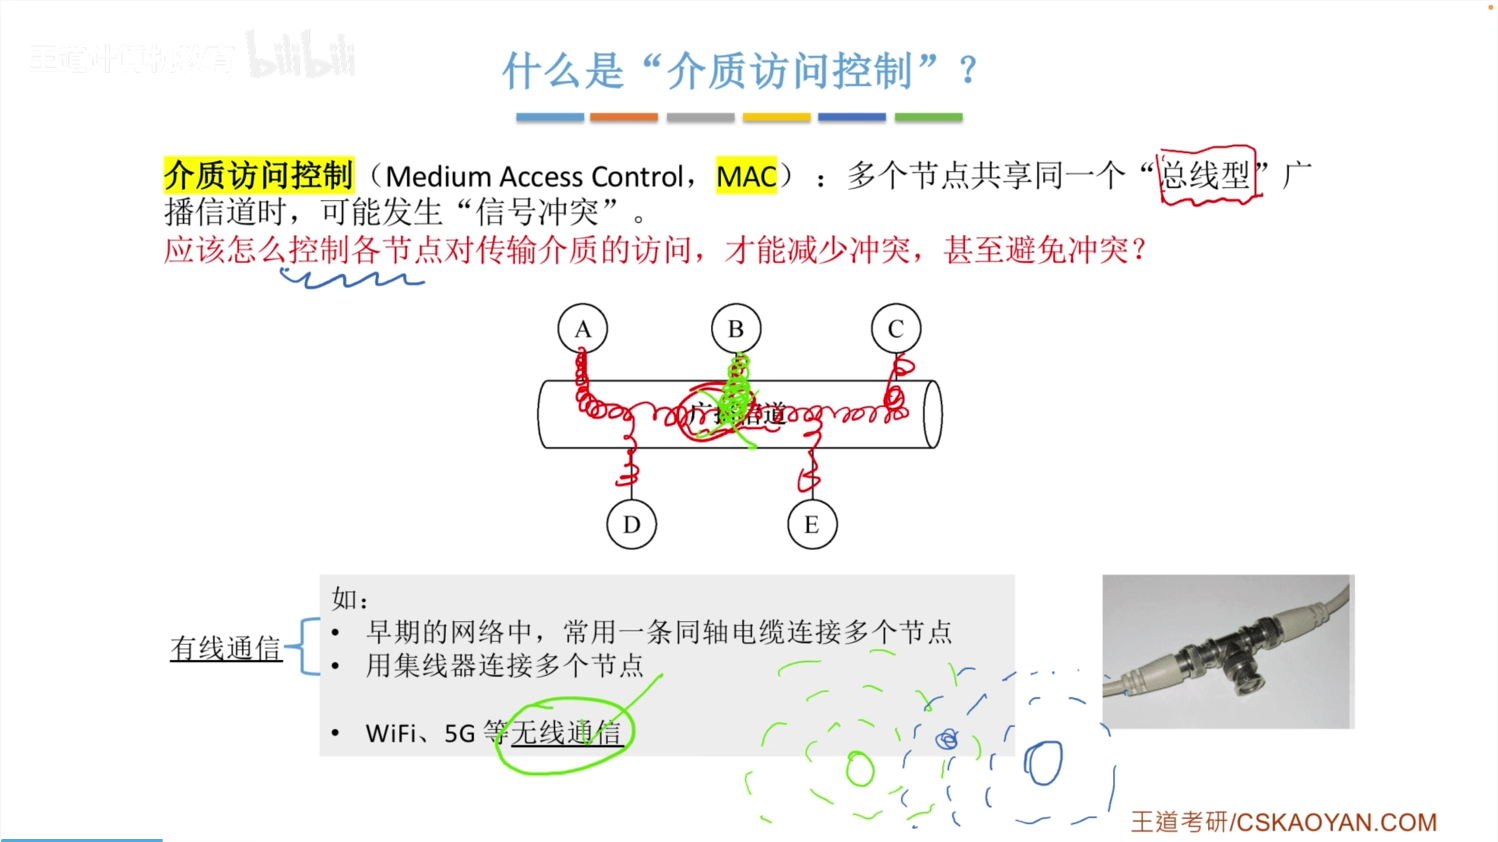 王道计算机教育 bilibili
什么是“介质访问控制”？
介质访问控制（Medium Access Control，MAC）：多个节点共享同一个“总线型”广
播信道时，可能发生“信号冲突”。
应该怎么控制各节点对传输介质的访问，才能减少冲突，甚至避免冲突？
A
B
C
广播信道
D
E
有线通信
如：
• 早期的网络中，常用一条同轴电缆连接多个节点
• 用集线器连接多个节点
• WiFi、5G 等无线通信
王道考研/CSKAOYAN.COM